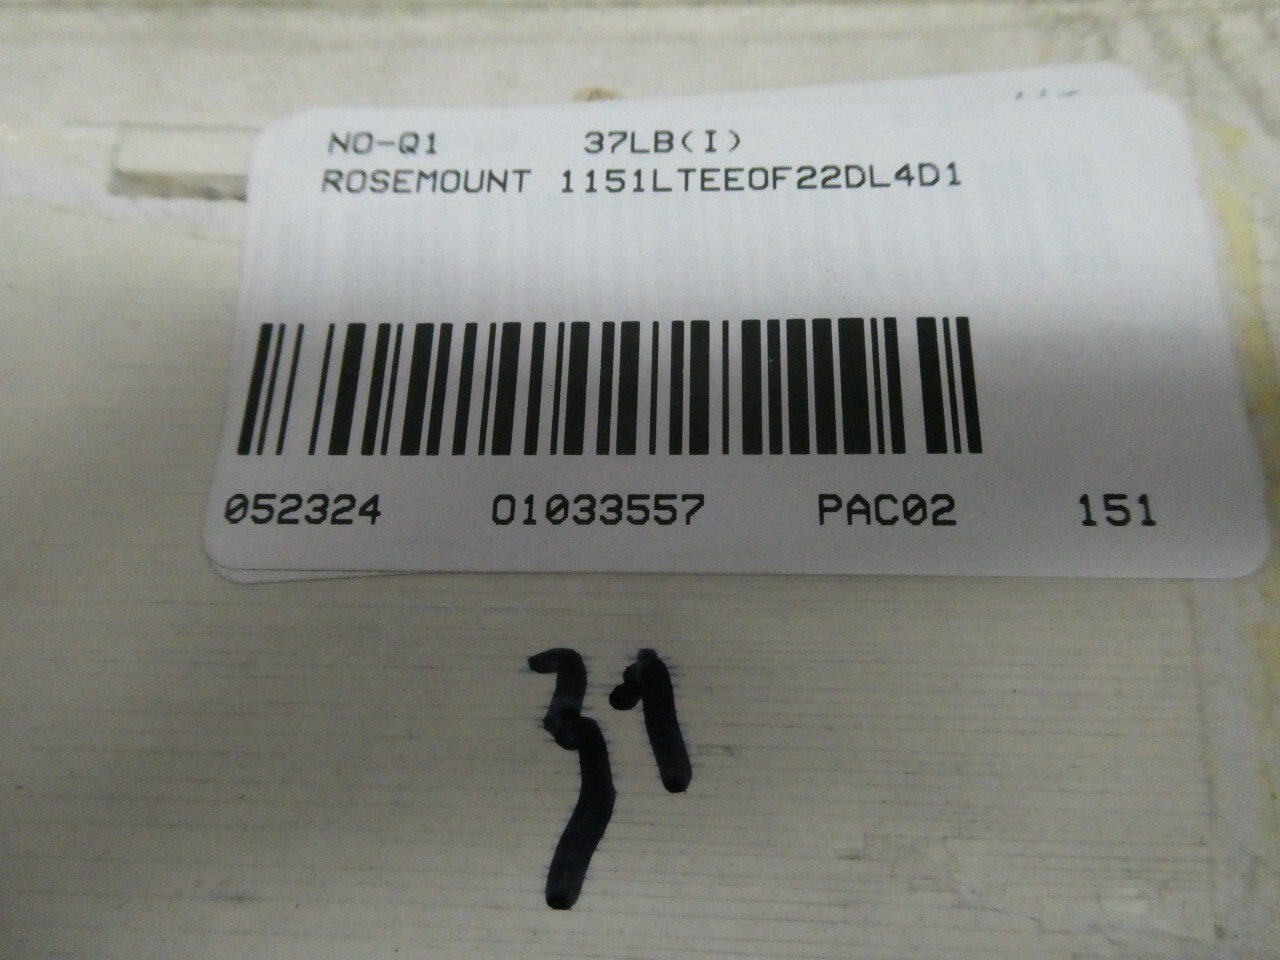 NO-Q1 37LB(I)
ROSEMOUNT 1151LTEEOF22DL4D1
052324 01033557 PAC02 151
31